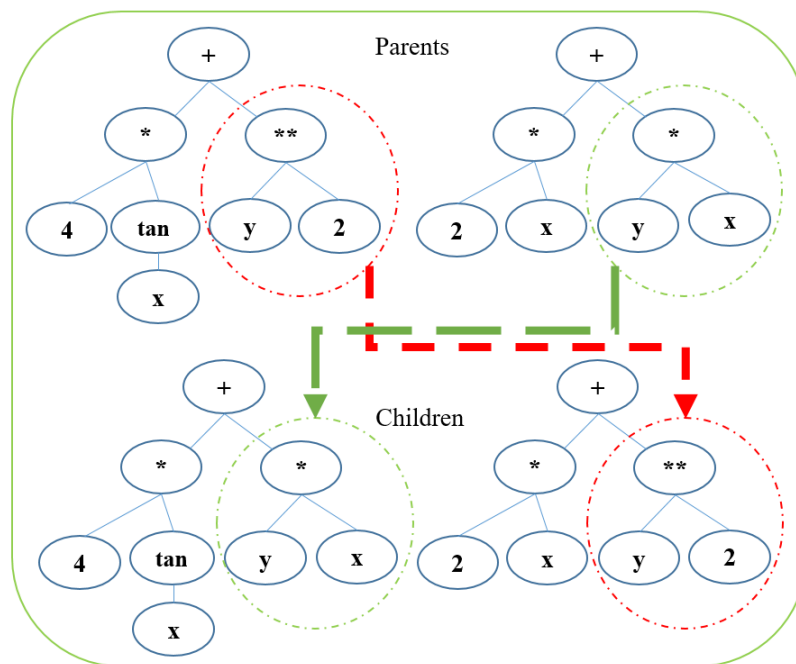 + Parents +
* ** * *
4 tan y 2 2 x y x
x
+ Children +
* * * **
4 tan y x 2 x y 2
x